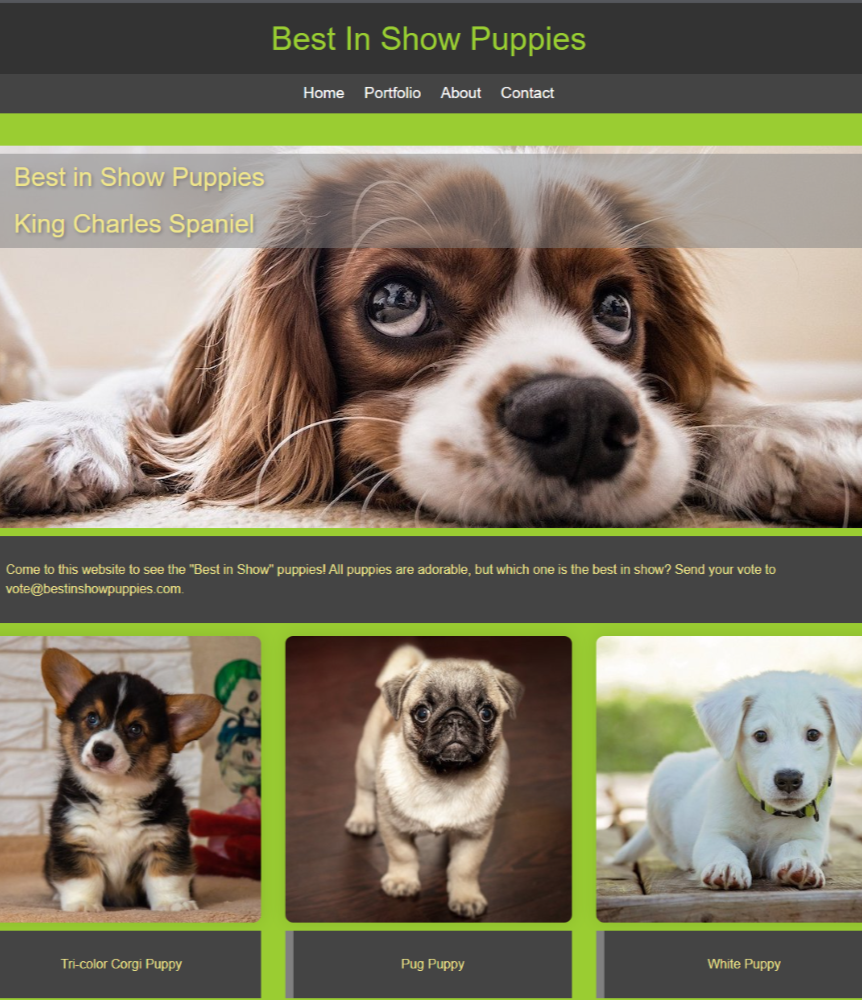 Best In Show Puppies
Home Portfolio About Contact
Best in Show Puppies
King Charles Spaniel
Come to this website to see the "Best in Show" puppies! All puppies are adorable, but which one is the best in show? Send your vote to
vote@bestinshowpuppies.com.
Tri-color Corgi Puppy
Pug Puppy
White Puppy